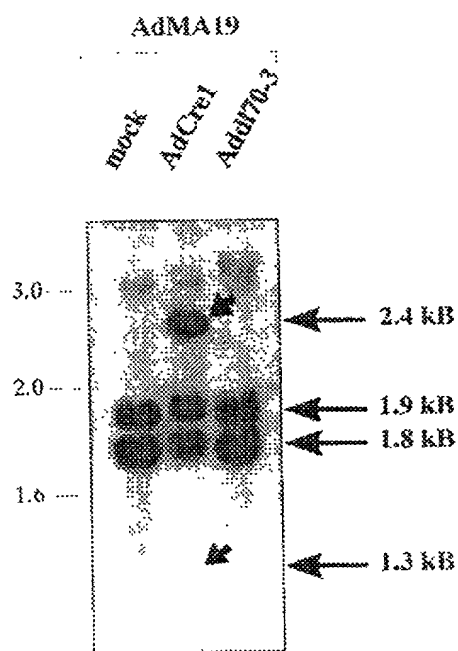 AdMA19
mock
AdCre1
Addl70-3
3.0
2.0
1.6
2.4 kB
1.9 kB
1.8 kB
1.3 kB